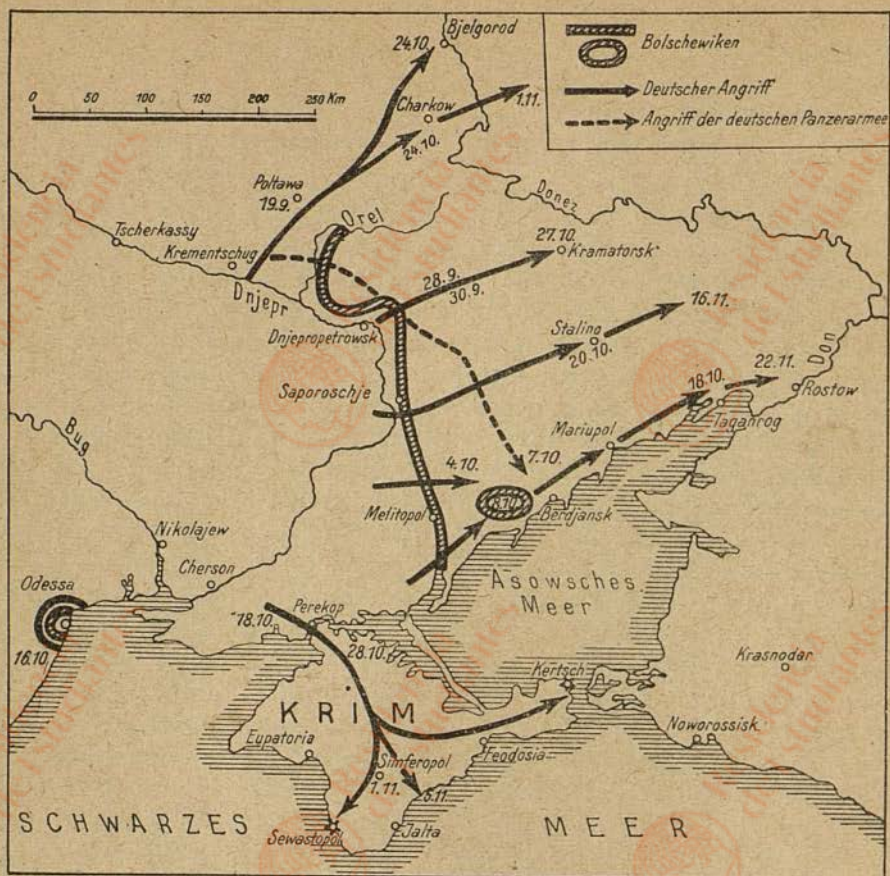 24.10.
Bjelgorod
0 50 100 150 200 250 Km
Charkow
1.11.
24.10.
Bolschewiken
Deutscher Angriff
Angriff der deutschen Panzerarmee
Poltawa
19.9.
Orel
Donez
Tscherkassy
Krementschug
Dnjepr
27.10.
Kramatorsk
28.9.
30.9.
Dnjepropetrowsk
Stalino
20.10.
16.11.
Don
Saporoschje
22.11.
18.10.
Rostow
Taganrog
Mariupol
Bug
4.10.
7.10.
Melitopol
Berdjansk
Nikolajew
Cherson
Odessa
16.10.
Asowsches
Meer
18.10.
Perekop
28.10.
Krasnodar
Kertsch
KRIM
Noworossisk
Eupatoria
Feodosia
Simferopol
1.11.
5.11.
SCHWARZES MEER
Sewastopol
Jalta